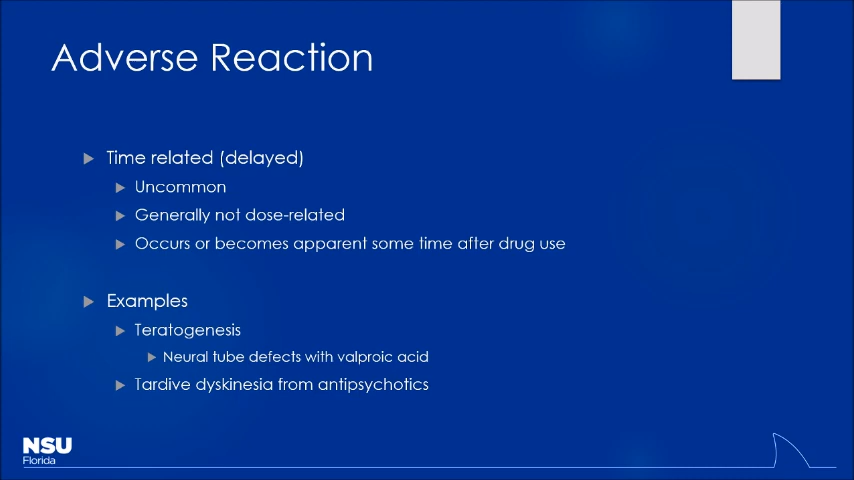 Adverse Reaction
Time related (delayed)
Uncommon
Generally not dose-related
Occurs or becomes apparent some time after drug use
Examples
Teratogenesis
Neural tube defects with valproic acid
Tardive dyskinesia from antipsychotics
NSU
Florida